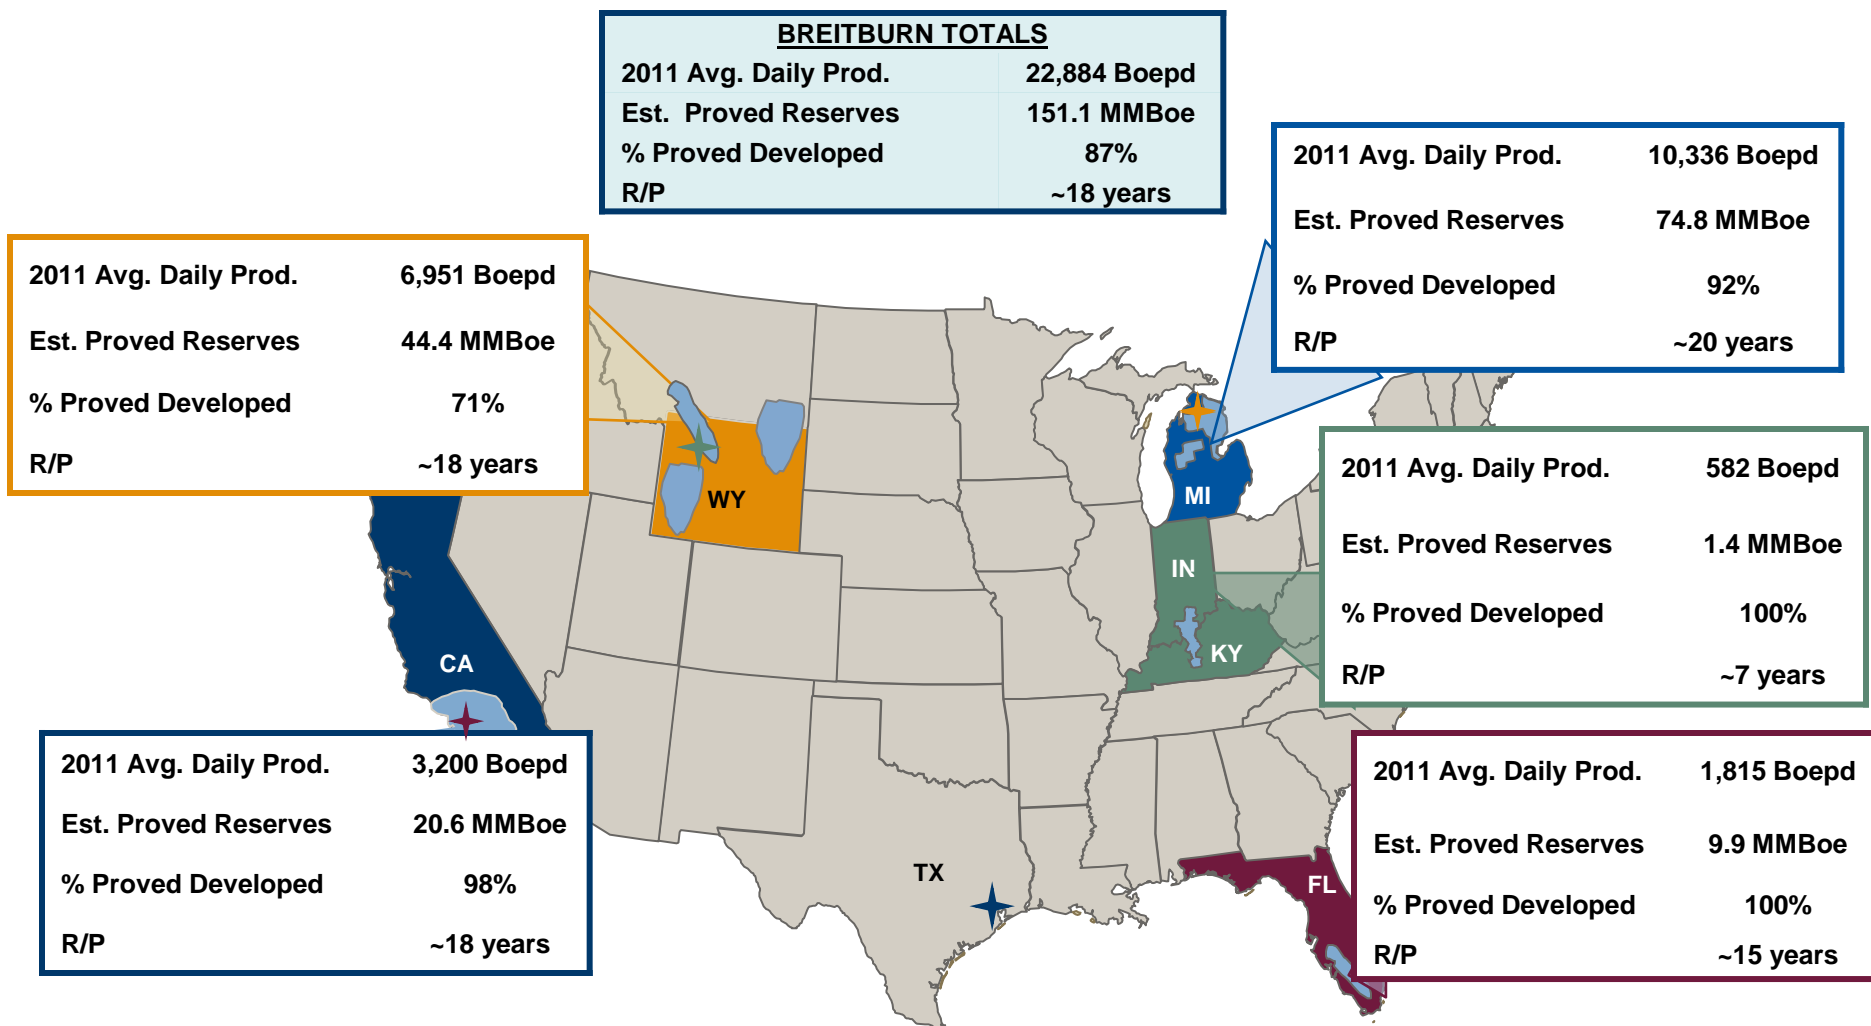 BREITBURN TOTALS
2011 Avg. Daily Prod. 22,884 Boepd
Est. Proved Reserves 151.1 MMBoe
% Proved Developed 87%
R/P ~18 years
2011 Avg. Daily Prod. 10,336 Boepd
Est. Proved Reserves 74.8 MMBoe
% Proved Developed 92%
R/P ~20 years
2011 Avg. Daily Prod. 6,951 Boepd
Est. Proved Reserves 44.4 MMBoe
% Proved Developed 71%
R/P ~18 years
WY
MI
2011 Avg. Daily Prod. 582 Boepd
Est. Proved Reserves 1.4 MMBoe
% Proved Developed 100%
R/P ~7 years
IN
KY
CA
2011 Avg. Daily Prod. 3,200 Boepd
Est. Proved Reserves 20.6 MMBoe
% Proved Developed 98%
R/P ~18 years
TX
FL
2011 Avg. Daily Prod. 1,815 Boepd
Est. Proved Reserves 9.9 MMBoe
% Proved Developed 100%
R/P ~15 years